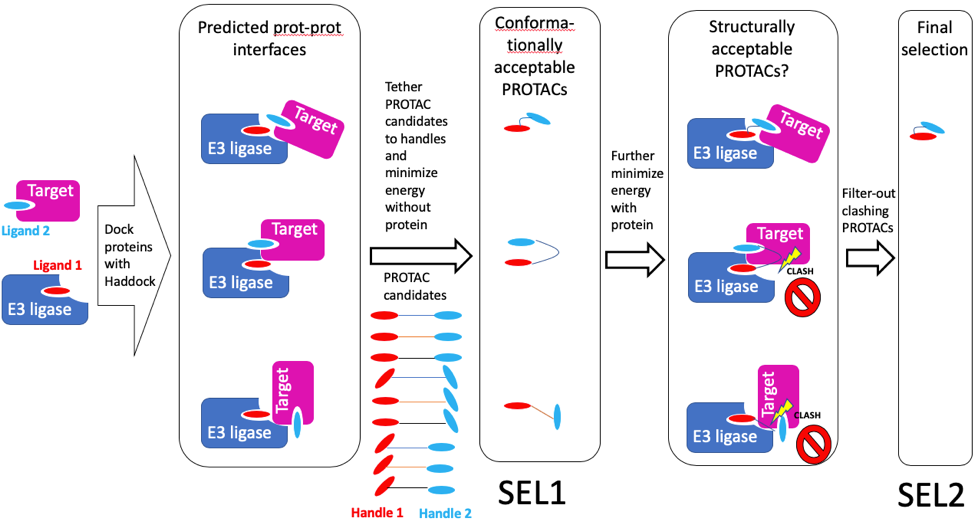 Target
Ligand 2
Ligand 1
E3 ligase
Dock
proteins
with
Haddock
Predicted prot-prot
interfaces
Target
E3 ligase
Target
E3 ligase
Target
E3 ligase
Tether
PROTAC
candidates
to handles
and
minimize
energy
without
protein
PROTAC
candidates
Handle 1
Handle 2
Conforma-
tionally
acceptable
PROTACs
SEL1
Further
minimize
energy
with
protein
Structurally
acceptable
PROTACs?
Target
E3 ligase
Target
CLASH
E3 ligase
Target
CLASH
E3 ligase
Filter-out
clashing
PROTACs
Final
selection
SEL2